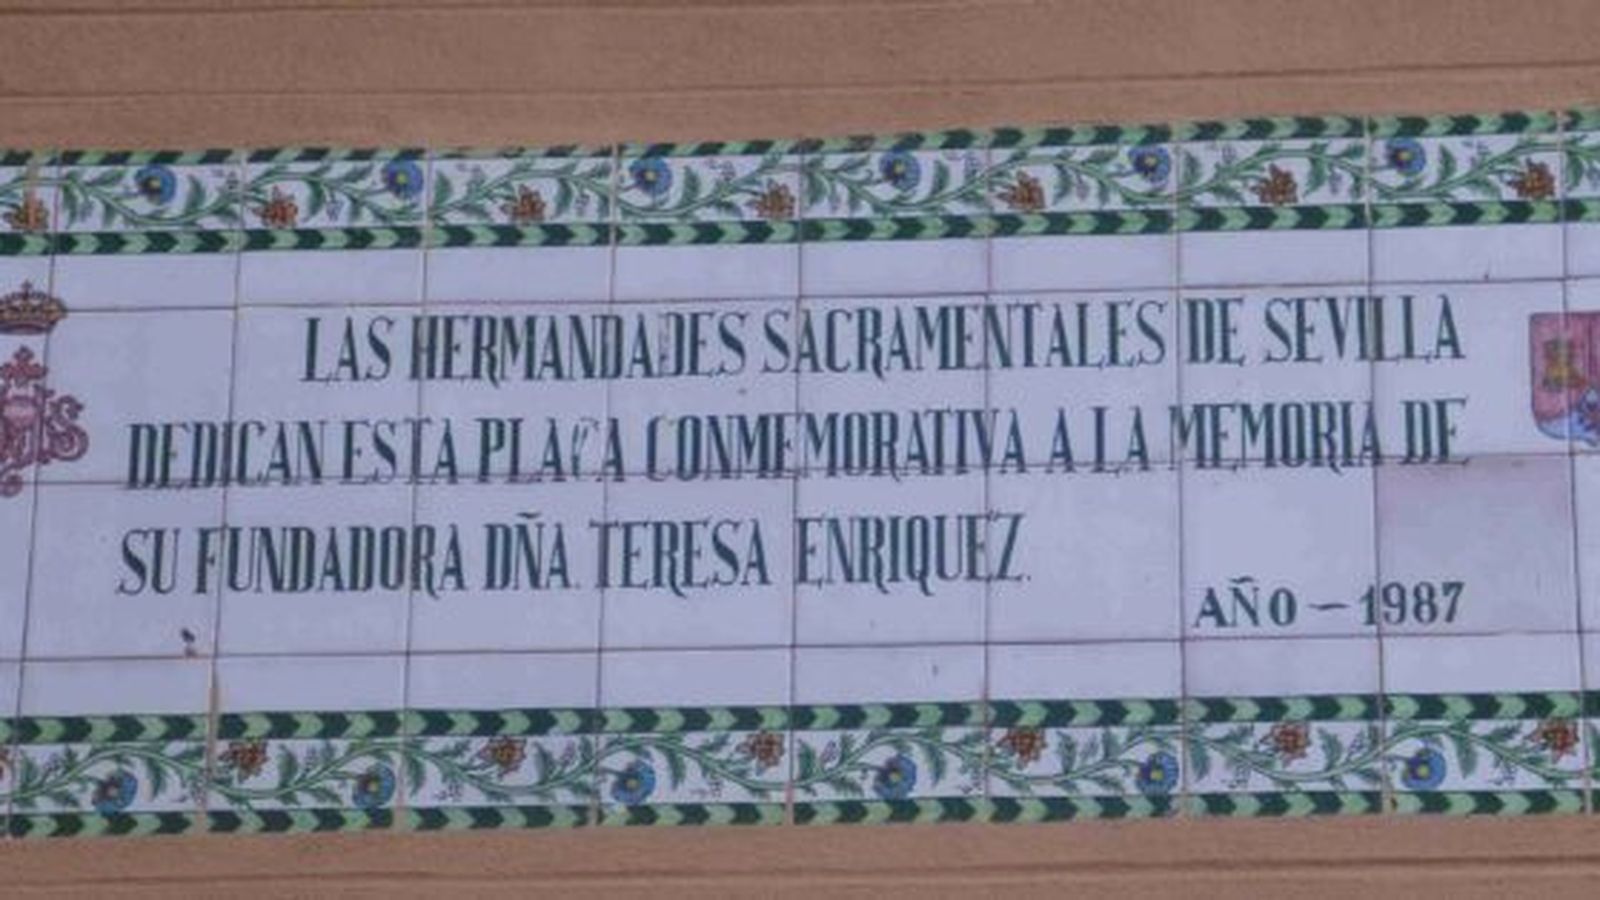 LAS HERMANDADES SACRAMENTALES DE SEVILLA
DEDICAN ESTA PLACA CONMEMORATIVA A LA MEMORIA DE
SU FUNDADORA DÑA. TERESA ENRIQUEZ.
AÑO - 1987